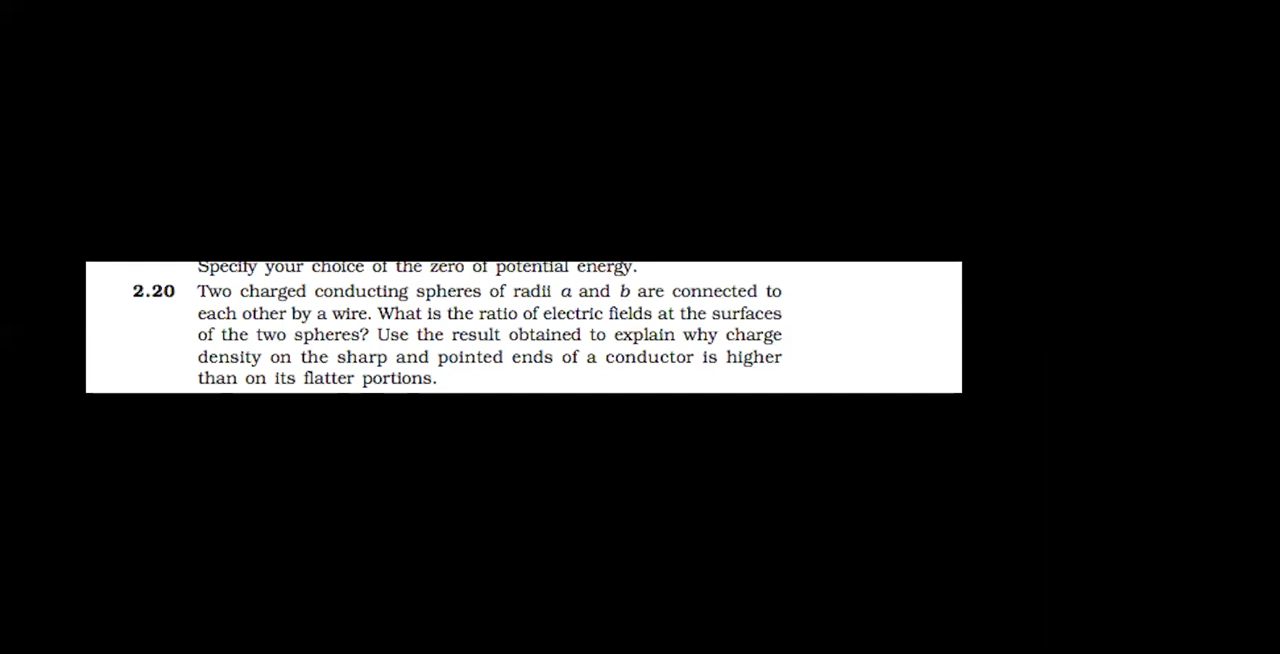 Specify your choice of the zero of potential energy.
2.20 Two charged conducting spheres of radii a and b are connected to
each other by a wire. What is the ratio of electric fields at the surfaces
of the two spheres? Use the result obtained to explain why charge
density on the sharp and pointed ends of a conductor is higher
than on its flatter portions.